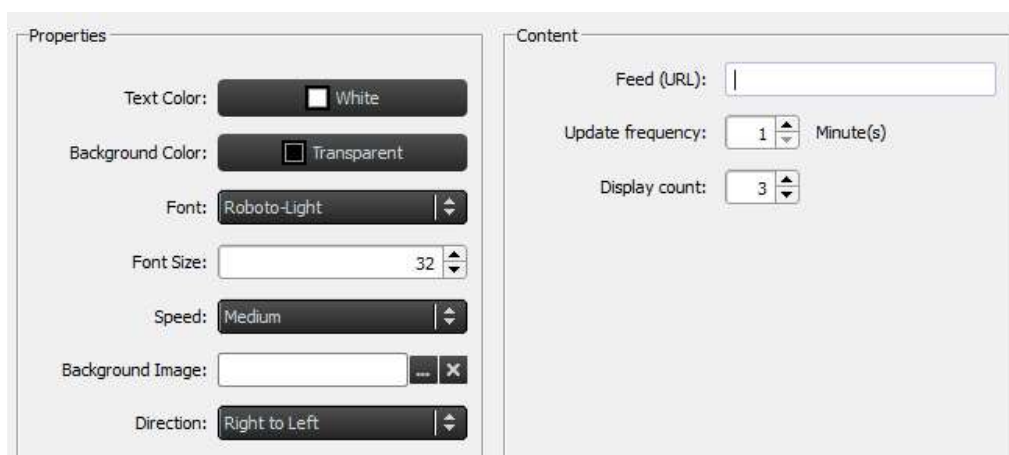 Properties
Text Color: White
Background Color: Transparent
Font: Roboto-Light
Font Size: 32
Speed: Medium
Background Image: ...
Direction: Right to Left
Content
Feed (URL):
Update frequency: 1 Minute(s)
Display count: 3